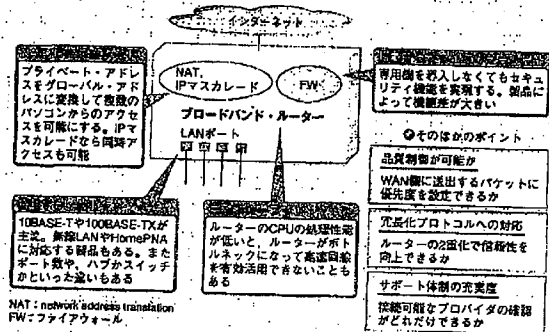 インターネット
プライベート・アドレ
スをグローバル・アド
レスに変換して複数の
パソコンからのアクセ
スを可能にする。IPマ
スカレードなら同時ア
クセスも可能
NAT,
IPマスカレード
FW
ブロードバンド・ルーター
LANポート
専用機を導入しなくてもセキュ
リティ機能を実現する。製品に
よって機能差が大きい
そのほかのポイント
品質制御が可能か
WAN側に送出するパケットに
優先度を設定できるか
冗長化プロトコルへの対応
ルーターの2重化で信頼性を
向上できるか
サポート体制の充実度
接続可能なプロバイダの確認
がどれだけできるか
10BASE-Tや100BASE-TXが
主流。無線LANやHomePNA
に対応する製品もある。また
ポート数や、ハブかスイッチ
かといった違いもある
ルーターのCPUの処理性能
が低いと、ルーターがボト
ルネックになって高速回線
を有効活用できないことも
ある
NAT：network address translation
FW：ファイアウォール